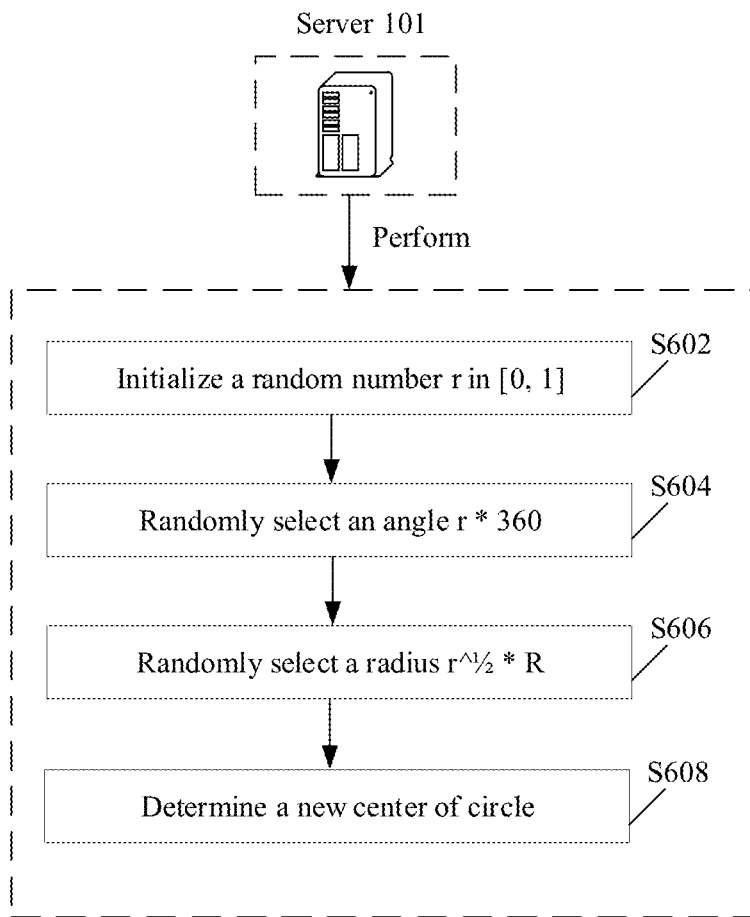 Server 101
Perform
S602
Initialize a random number r in [0, 1]
S604
Randomly select an angle r * 360
S606
Randomly select a radius r^½ * R
S608
Determine a new center of circle